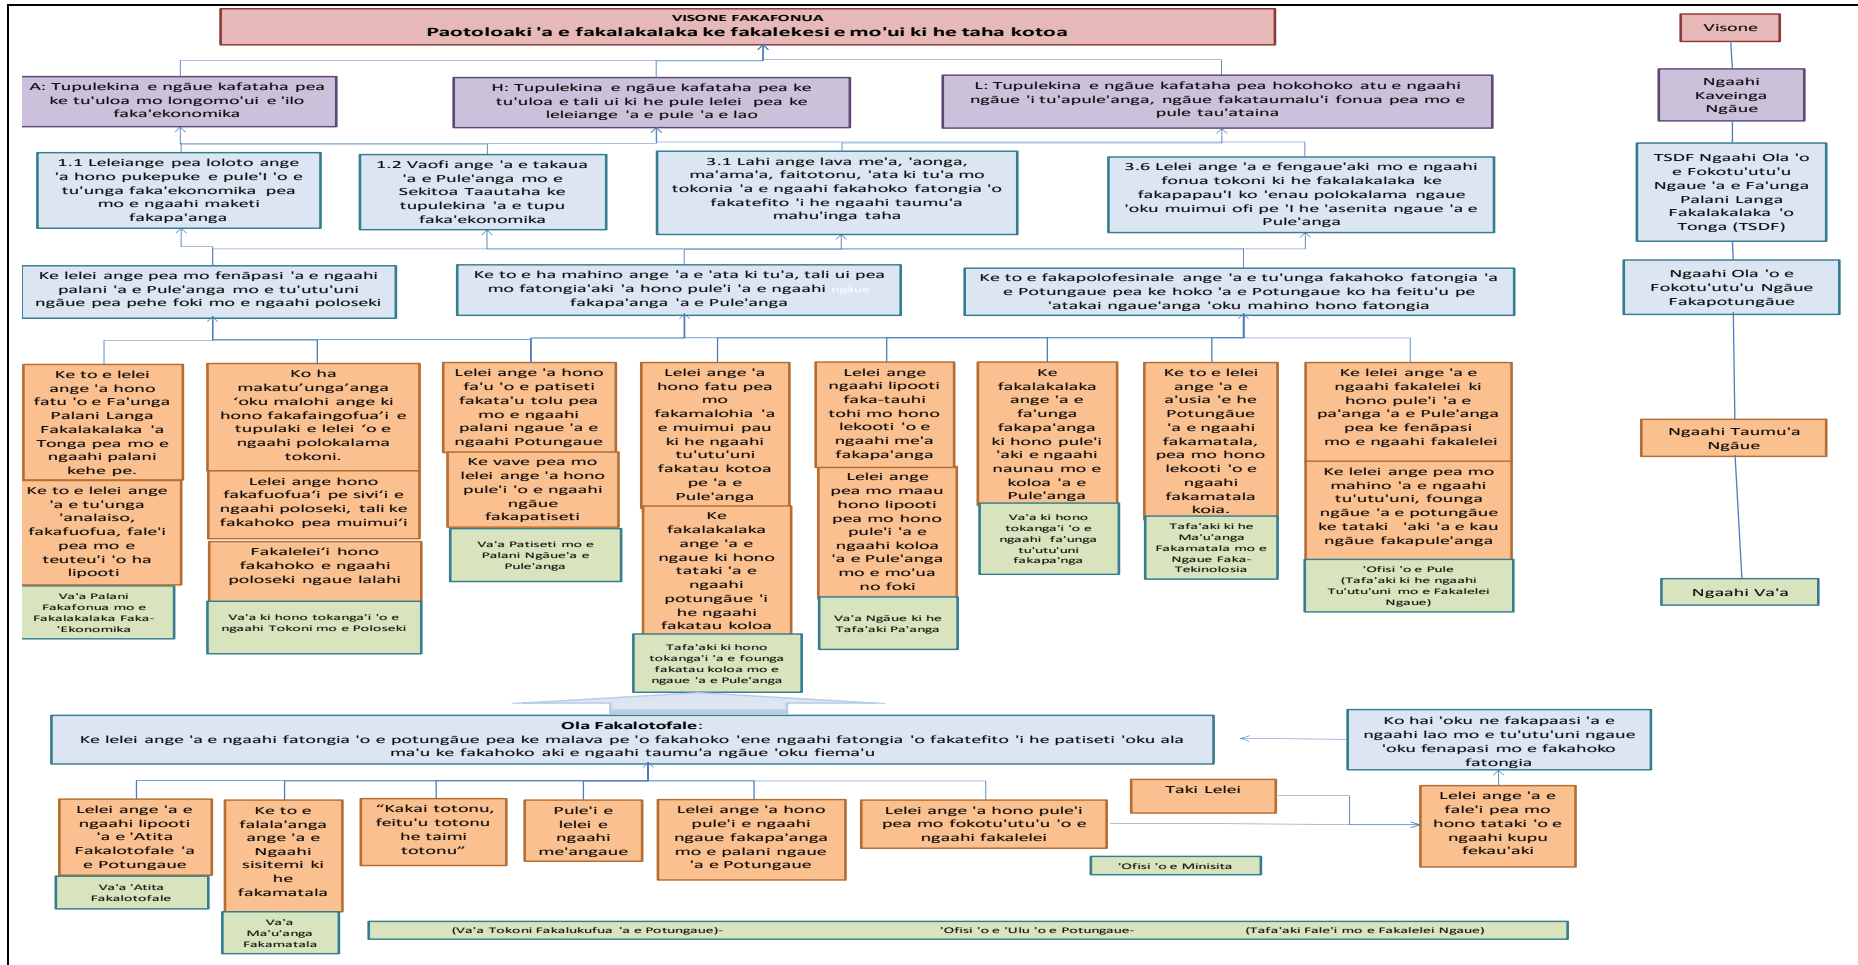 VISONE FAKAFONUA
Paotoloaki 'a e fakalakalaka ke fakalekesi e mo'ui ki he taha kotoa
Visone
A: Tupulekina e ngāue kafataha pea
ke tu'uloa mo longomo'ui e 'ilo
faka'ekonomika
H: Tupulekina e ngāue kafataha pea ke
tu'uloa e tali ui ki he pule lelei pea ke
leleiange 'a e pule 'a e lao
L: Tupulekina e ngāue kafataha pea hokohoko atu e ngaahi
ngāue 'i tu'apule'anga, ngāue fakataumalu'i fonua pea mo e
pule tau'ataina
Ngaahi
Kaveinga
Ngāue
1.1 Leleiange pea loloto ange
'a hono pukepuke e pule'I 'o e
tu'unga faka'ekonomika pea
mo e ngaahi maketi
fakapa'anga
1.2 Vaofi ange 'a e takaua
'a e Pule'anga mo e
Sekitoa Taautaha ke
tupulekina 'a e tupu
faka'ekonomika
3.1 Lahi ange lava me'a, 'aonga,
ma'ama'a, faitotonu, 'ata ki tu'a mo
tokonia 'a e ngaahi fakahoko fatongia 'o
fakatefito 'i he ngaahi taumu'a
mahu'inga taha
3.6 Lelei ange 'a e fengaue'aki mo e ngaahi
fonua tokoni ki he fakalakalaka ke
fakapapau'I ko 'enau polokalama ngaue
'oku muimui ofi pe 'I he 'asenita ngaue 'a e
Pule'anga
TSDF Ngaahi Ola 'o
e Fokotu'utu'u
Ngaue 'a e Fa'unga
Palani Langa
Fakalakalaka 'o
Tonga (TSDF)
Ke lelei ange pea mo fenāpasi 'a e ngaahi
palani 'a e Pule'anga mo e tu'utu'uni
ngāue pea pehe foki mo e ngaahi poloseki
Ke to e ha mahino ange 'a e 'ata ki tu'a, tali ui pea
mo fatongia'aki 'a hono pule'i 'a e ngaahi ngāue
fakapa'anga 'a e Pule'anga
Ke to e fakapolofesinale ange 'a e tu'unga fakahoko fatongia 'a
e Potungaue pea ke hoko 'a e Potungaue ko ha feitu'u pe
'atakai ngaue'anga 'oku mahino hono fatongia
Ngaahi Ola 'o e
Fokotu'utu'u Ngāue
Fakapotungāue
Ke to e lelei
ange 'a hono
fatu 'o e Fa'unga
Palani Langa
Fakalakalaka 'a
Tonga pea mo e
ngaahi palani
kehe pe.
Ke to e lelei ange
'a e tu'unga
'analaiso,
fakafuofua, fale'i
pea mo e
teuteu'i 'o ha
lipooti
Va'a Palani
Fakafonua mo e
Fakalakalaka Faka-
'Ekonomika
Ko ha
makatu'unga'anga
'oku malohi ange ki
hono fakafaingofua'i e
tupulaki e lelei 'o e
ngaahi polokalama
tokoni.
Lelei ange hono
fakafuofua'i pe sivi'i e
ngaahi poloseki, tali ke
fakahoko pea muimui'i
Fakalelei'i hono
fakahoko e ngaahi
poloseki ngaue lalahi
Va'a ki hono tokanga'i 'o e
ngaahi Tokoni mo e Poloseki
Lelei ange 'a hono
fa'u 'o e patiseti
fakata'u tolu pea
mo e ngaahi
palani ngaue 'a e
ngaahi Potungaue
Ke vave pea mo
lelei ange 'a hono
pule'i 'o e ngaahi
ngāue
fakapatiseti
Va'a Patiseti mo e
Palani Ngāue'a e
Pule'anga
Lelei ange 'a
hono fatu pea
mo
fakamalohia 'a
e muimui pau
ki he ngaahi
tu'utu'uni
fakatau kotoa
pe 'a e
Pule'anga
Ke
fakalakalaka
ange 'a e
ngaue ki hono
tataki 'a e
ngaahi
potungāue 'i
he ngaahi
fakatau koloa
Tafa'aki ki hono
tokanga'i 'a e founga
fakatau koloa mo e
ngaue 'a e Pule'anga
Lelei ange
ngaahi lipooti
faka-tauhi
tohi mo hono
lekooti 'o e
ngaahi me'a
fakapa'anga
Lelei ange
pea mo maau
hono lipooti
pea mo hono
pule'i 'a e
ngaahi koloa
'a e Pule'anga
mo e mo'ua
no foki
Va'a Ngāue ki he
Tafa'aki Pa'anga
Ke
fakalakalaka
ange 'a e
fa'unga
fakapa'anga
ki hono pule'i
'aki e ngaahi
naunau mo e
koloa 'a e
Pule'anga
Va'a ki hono
tokanga'i 'o e
ngaahi fa'unga
tu'utu'uni
fakapa'nga
Ke to e lelei
ange 'a e
a'usia 'e he
Potungāue
'a e ngaahi
fakamatala,
pea mo hono
lekooti 'o e
ngaahi
fakamatala
koia.
Tafa'aki ki he
Ma'u'anga
Fakamatala mo e
Ngaue Faka-
Tekinolosia
Ke lelei ange 'a e
ngaahi fakalelei ki
hono pule'i 'a e
pa'anga 'a e Pule'anga
pea ke fenāpasi
mo e ngaahi fakalelei
Ke lelei ange pea mo
mahino 'a e ngaahi
tu'utu'uni, founga
ngāue 'a e potungāue
ke tataki 'aki 'a e kau
ngāue fakapule'anga
'Ofisi 'o e Pule
(Tafa'aki ki he ngaahi
Tu'utu'uni mo e Fakalelei
Ngaue)
Ngaahi Taumu'a
Ngāue
Ngaahi Va'a
Ola Fakalotofale:
Ke lelei ange 'a e ngaahi fatongia 'o e potungāue pea ke malava pe 'o fakahoko 'ene ngaahi fatongia 'o fakatefito 'i he patiseti 'oku ala
ma'u ke fakahoko aki e ngaahi taumu'a ngāue 'oku fiema'u
Ko hai 'oku ne fakapaasi 'a e
ngaahi lao mo e tu'utu'uni ngaue
'oku fenapasi mo e fakahoko
fatongia
Lelei ange 'a e
ngaahi lipooti
'a e 'Atita
Fakalotofale 'a
e Potungaue
Va'a 'Atita
Fakalotofale
Ke to e
falala'anga
ange 'a e
Ngaahi
sisitemi ki
he
fakamatala
Va'a
Ma'u'anga
Fakamatala
“Kakai totonu,
feitu'u totonu
he taimi
totonu”
Pule'i e
lelei e
ngaahi
me'angaue
Lelei ange 'a hono
pule'i e ngaahi
ngaue fakapa'anga
mo e palani ngaue
'a e Potungaue
Lelei ange 'a hono pule'i
pea mo fokotu'utu'u 'o e
ngaahi fakalelei
Taki Lelei
'Ofisi 'o e Minisita
Lelei ange 'a e
fale'i pea mo
hono tataki 'o e
ngaahi kupu
fekau'aki
(Va'a Tokoni Fakalukufua 'a e Potungaue)- 'Ofisi 'o e 'Ulu 'o e Potungaue- (Tafa'aki Fale'i mo e Fakalelei Ngaue)